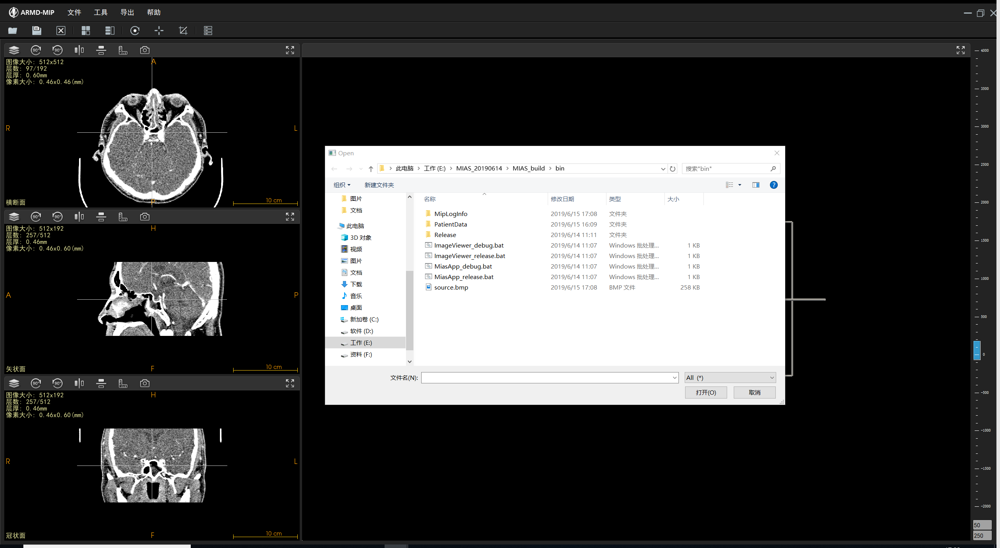 ARMD-MIP 文件 工具 导出 帮助
图像大小: 512x512
层数: 97/192
层厚: 0.60mm
像素大小: 0.46x0.46(mm)
A
R
L
P
横断面
10 cm
图像大小: 512x192
层数: 257/512
层厚: 0.46mm
像素大小: 0.46x0.60(mm)
H
A
P
F
矢状面
10 cm
图像大小: 512x192
层数: 257/512
层厚: 0.46mm
像素大小: 0.46x0.60(mm)
H
R
L
F
冠状面
10 cm
Open
此电脑 > 工作 (E:) > MIAS_20190614 > MIAS_build > bin
搜索"bin"
组织 新建文件夹
图片
文档
此电脑
3D 对象
视频
图片
文档
下载
音乐
桌面
新加卷 (C:)
软件 (D:)
工作 (E:)
资料 (F:)
名称 修改日期 类型 大小
MipLogInfo 2019/6/15 17:08 文件夹
PatientData 2019/6/15 16:09 文件夹
Release 2019/6/14 11:11 文件夹
ImageViewer_debug.bat 2019/6/14 11:07 Windows 批处理... 1 KB
ImageViewer_release.bat 2019/6/14 11:07 Windows 批处理... 1 KB
MiasApp_debug.bat 2019/6/14 11:07 Windows 批处理... 1 KB
MiasApp_release.bat 2019/6/14 11:07 Windows 批处理... 1 KB
source.bmp 2019/6/15 17:08 BMP 文件 258 KB
文件名(N):
All (*)
打开(O) 取消
4000
3500
3000
2500
2000
1500
1000
500
0
-500
-1000
-1500
-2000
50
250